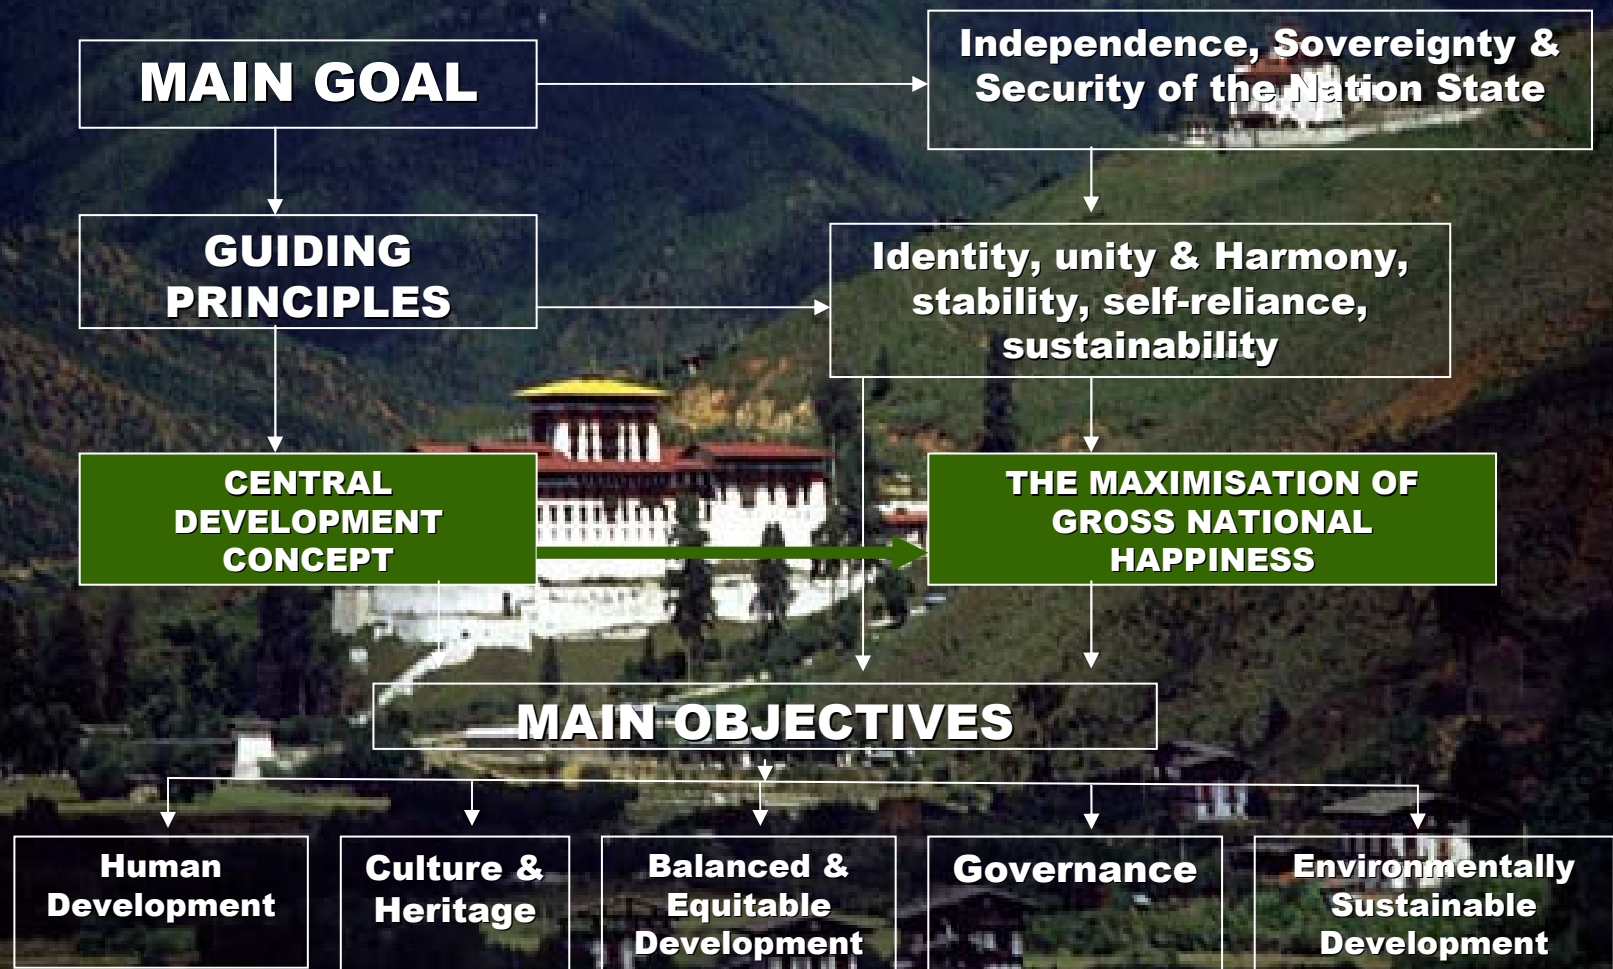 MAIN GOAL
Independence, Sovereignty &
Security of the Nation State
GUIDING
PRINCIPLES
Identity, unity & Harmony,
stability, self-reliance,
sustainability
CENTRAL
DEVELOPMENT
CONCEPT
THE MAXIMISATION OF
GROSS NATIONAL
HAPPINESS
MAIN OBJECTIVES
Human
Development
Culture &
Heritage
Balanced &
Equitable
Development
Governance
Environmentally
Sustainable
Development